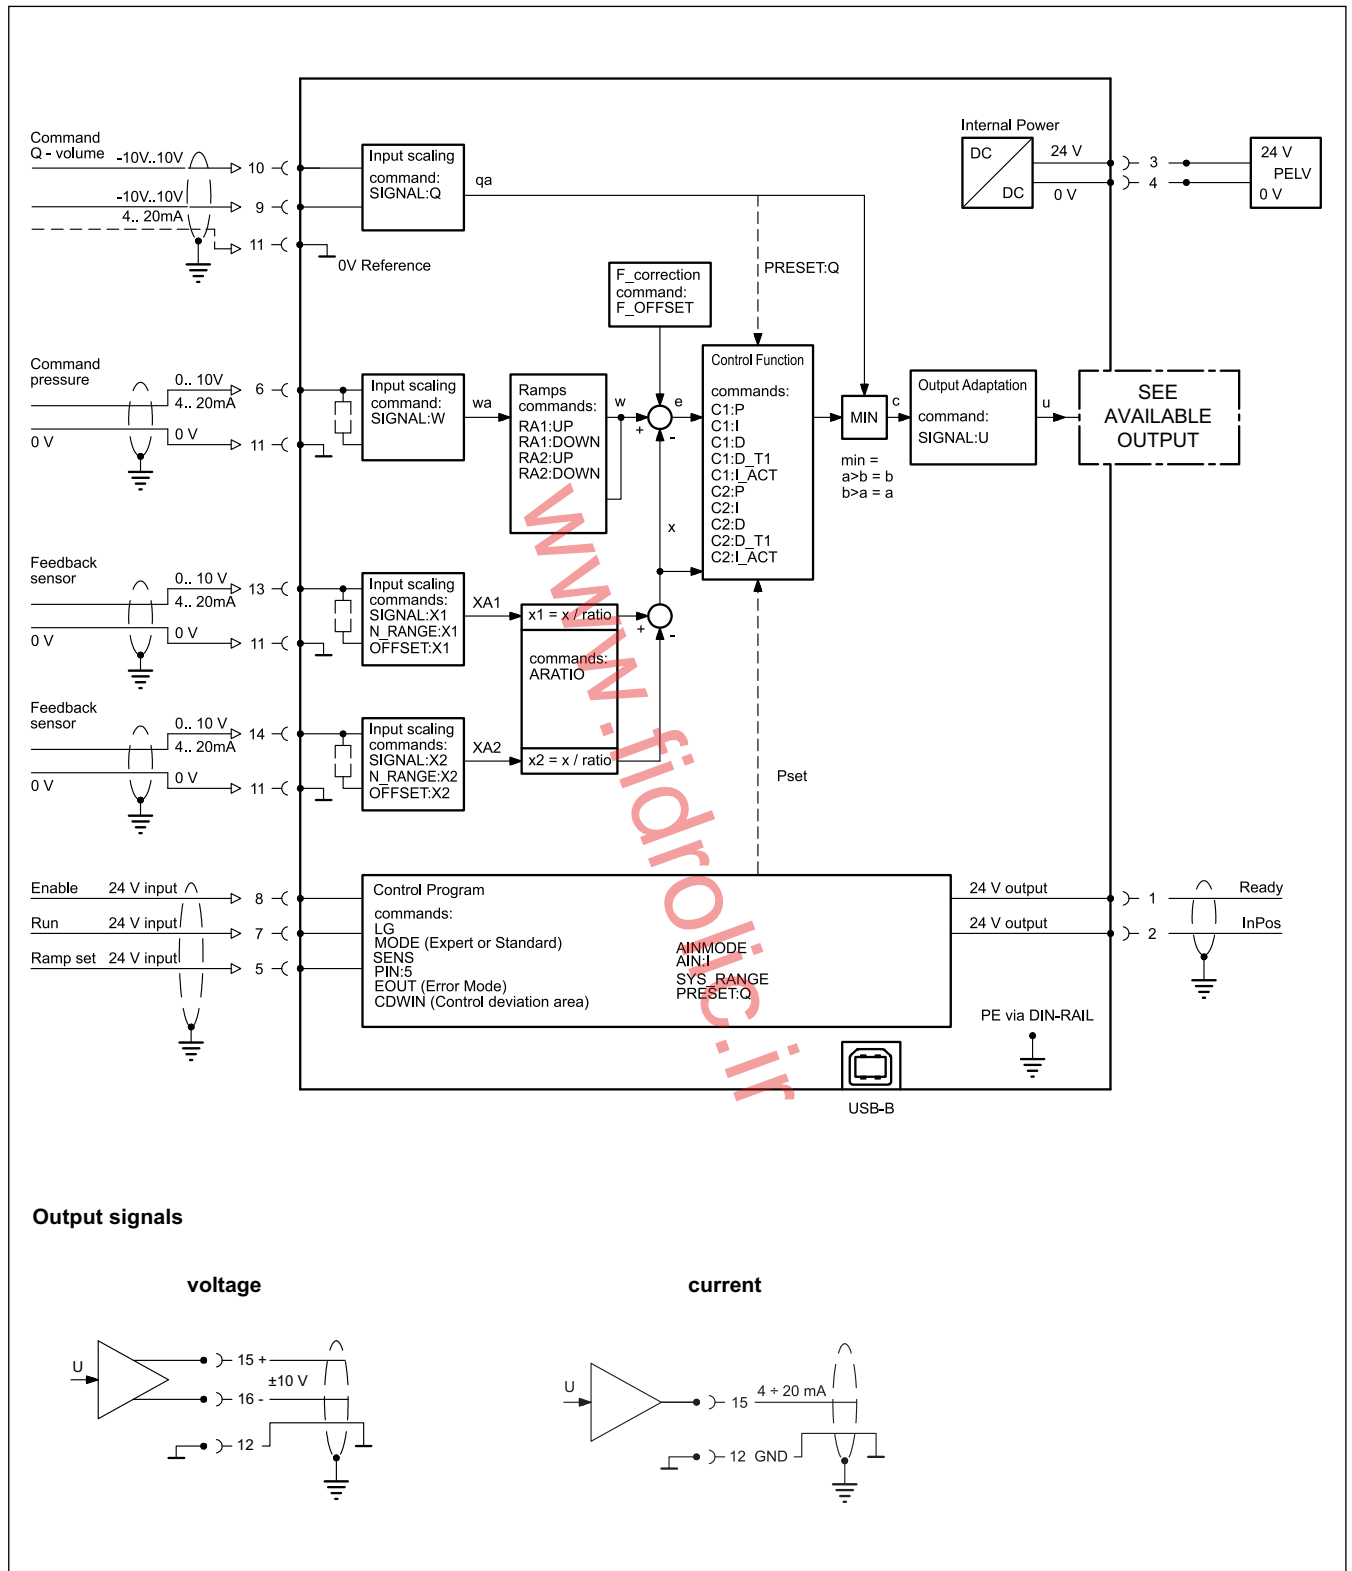 Command
Q - volume
-10V..10V
10
-10V..10V
9
4.. 20mA
11
0V Reference
Input scaling
command:
SIGNAL:Q
qa
Internal Power
DC
DC
24 V
0 V
3
4
24 V
PELV
0 V
F_correction
command:
F_OFFSET
PRESET:Q
Command
pressure
0.. 10V
6
4.. 20mA
0 V
0 V
11
Input scaling
command:
SIGNAL:W
wa
Ramps
commands:
RA1:UP
RA1:DOWN
RA2:UP
RA2:DOWN
w
+
-
e
x
Control Function
commands:
C1:P
C1:I
C1:D
C1:D_T1
C1:I_ACT
C2:P
C2:I
C2:D
C2:D_T1
C2:I_ACT
MIN
min =
a>b = b
b>a = a
c
Output Adaptation
command:
SIGNAL:U
u
SEE
AVAILABLE
OUTPUT
Feedback
sensor
0.. 10 V
13
4.. 20mA
0 V
0 V
11
Input scaling
commands:
SIGNAL:X1
N_RANGE:X1
OFFSET:X1
XA1
x1 = x / ratio
+
-
commands:
ARATIO
Feedback
sensor
0.. 10 V
14
4.. 20mA
0 V
0 V
11
Input scaling
commands:
SIGNAL:X2
N_RANGE:X2
OFFSET:X2
XA2
x2 = x / ratio
Pset
www.fidrolic.ir
Enable
24 V input
8
Run
24 V input
7
Ramp set
24 V input
5
Control Program
commands:
LG
MODE (Expert or Standard)
SENS
PIN:5
EOUT (Error Mode)
CDWIN (Control deviation area)
AINMODE
AIN:I
SYS_RANGE
PRESET:Q
24 V output
1
Ready
24 V output
2
InPos
PE via DIN-RAIL
USB-B
Output signals
voltage
U
15 +
±10 V
16 -
12
current
U
15
4 ÷ 20 mA
12 GND